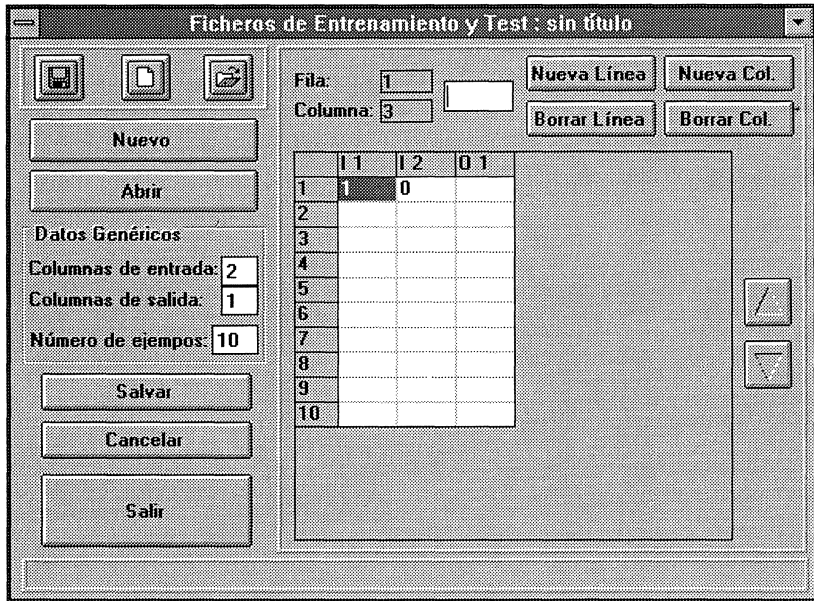 Ficheros de Entrenamiento y Test : sin título
Fila: 1
Columna: 3
Nueva Línea
Nueva Col.
Borrar Línea
Borrar Col.
Nuevo
Abrir
Datos Genéricos
Columnas de entrada: 2
Columnas de salida: 1
Número de ejempos: 10
Salvar
Cancelar
Salir
I 1 I 2 O 1
1 1 0
2
3
4
5
6
7
8
9
10